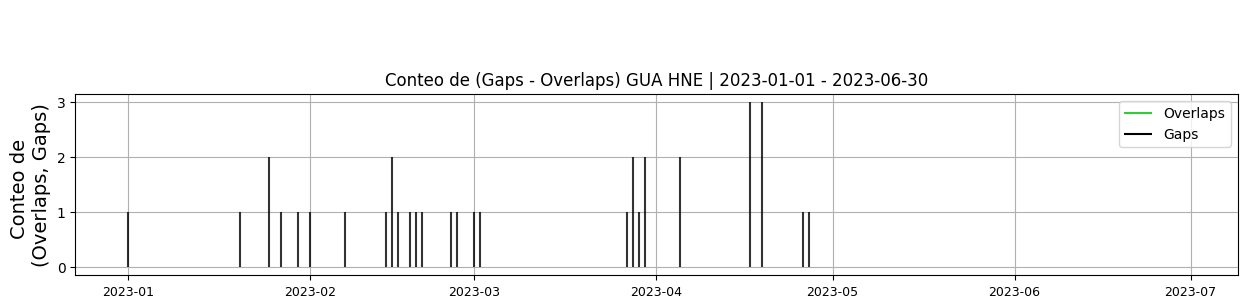 Conteo de (Gaps - Overlaps) GUA HNE | 2023-01-01 - 2023-06-30
Conteo de
(Overlaps, Gaps)
3
2
1
0
Overlaps
Gaps
2023-01
2023-02
2023-03
2023-04
2023-05
2023-06
2023-07